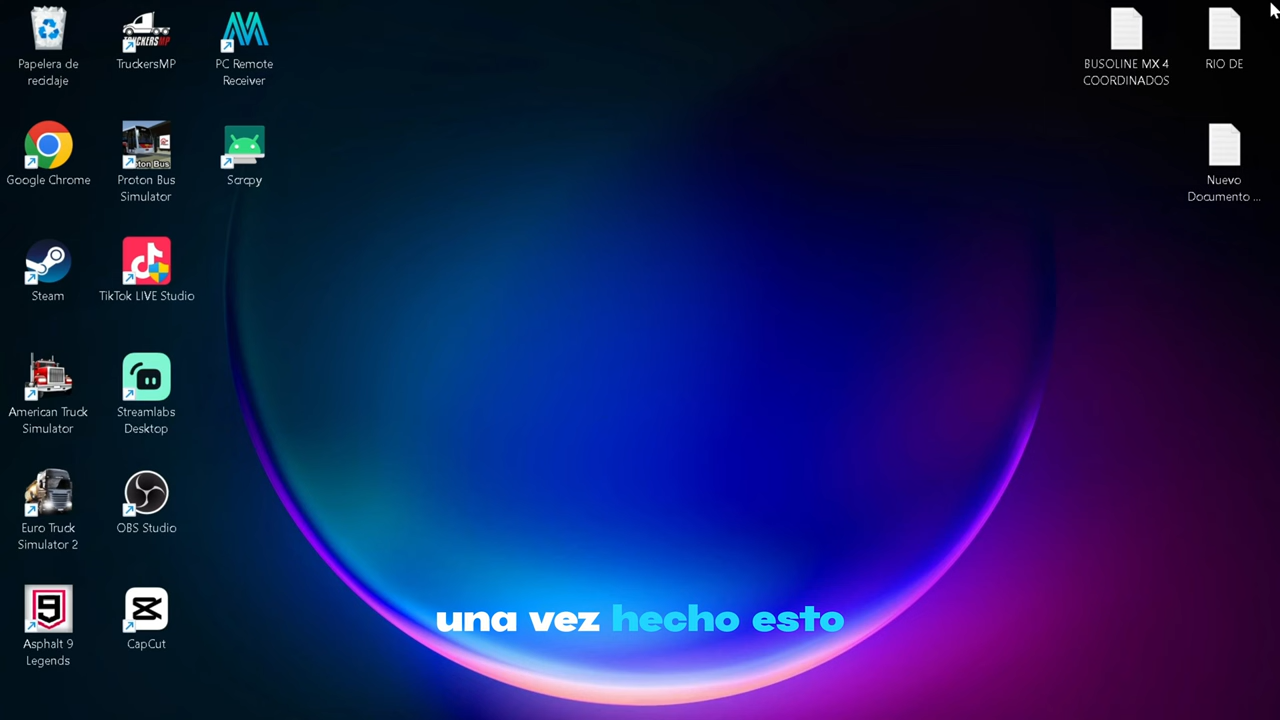 Papelera de
reciclaje
TRUCKERSMP
TruckersMP
PC Remote
Receiver
BUSOLINE MX 4
COORDINADOS
RIO DE
Google Chrome
Proton Bus
Simulator
Scrcpy
Nuevo
Documento ...
Steam
TikTok LIVE Studio
American Truck
Simulator
Streamlabs
Desktop
Euro Truck
Simulator 2
OBS Studio
9
Asphalt 9
Legends
CapCut
una vez hecho esto